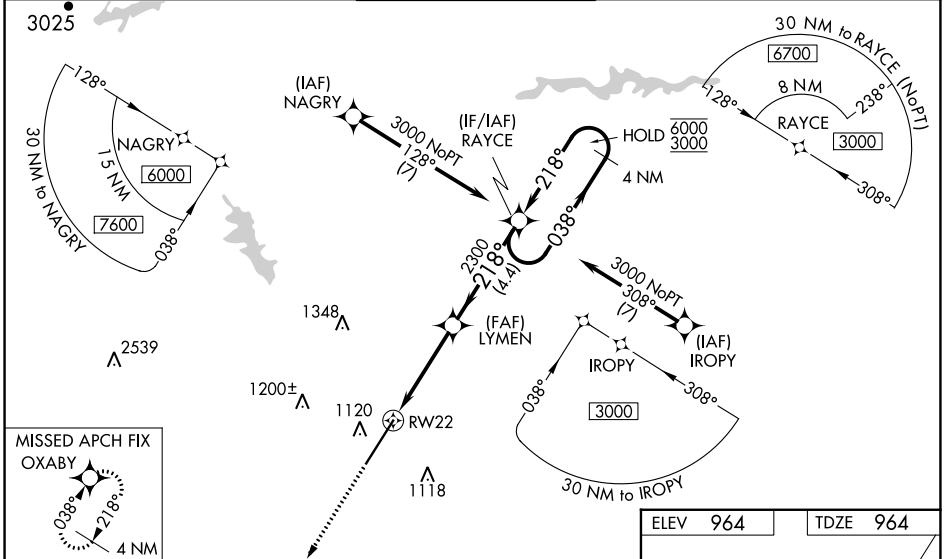 3025
128°
NAGRY
6000
15 NM
7600
30 NM to NAGRY
038°
(IAF)
NAGRY
3000 NoPT
128°
(7)
(IF/IAF)
RAYCE
HOLD 6000
3000
218°
038°
4 NM
30 NM to RAYCE (NoPT)
6700
8 NM
128°
238°
RAYCE
3000
308°
2300
218°
(4.4)
3000 NoPT
308°
(7)
(IAF)
IROPY
(FAF)
LYMEN
1348
2539
1200±
1120
RW22
1118
IROPY
038°
308°
3000
30 NM to IROPY
MISSED APCH FIX
OXABY
038°
218°
4 NM
ELEV 964
TDZE 964